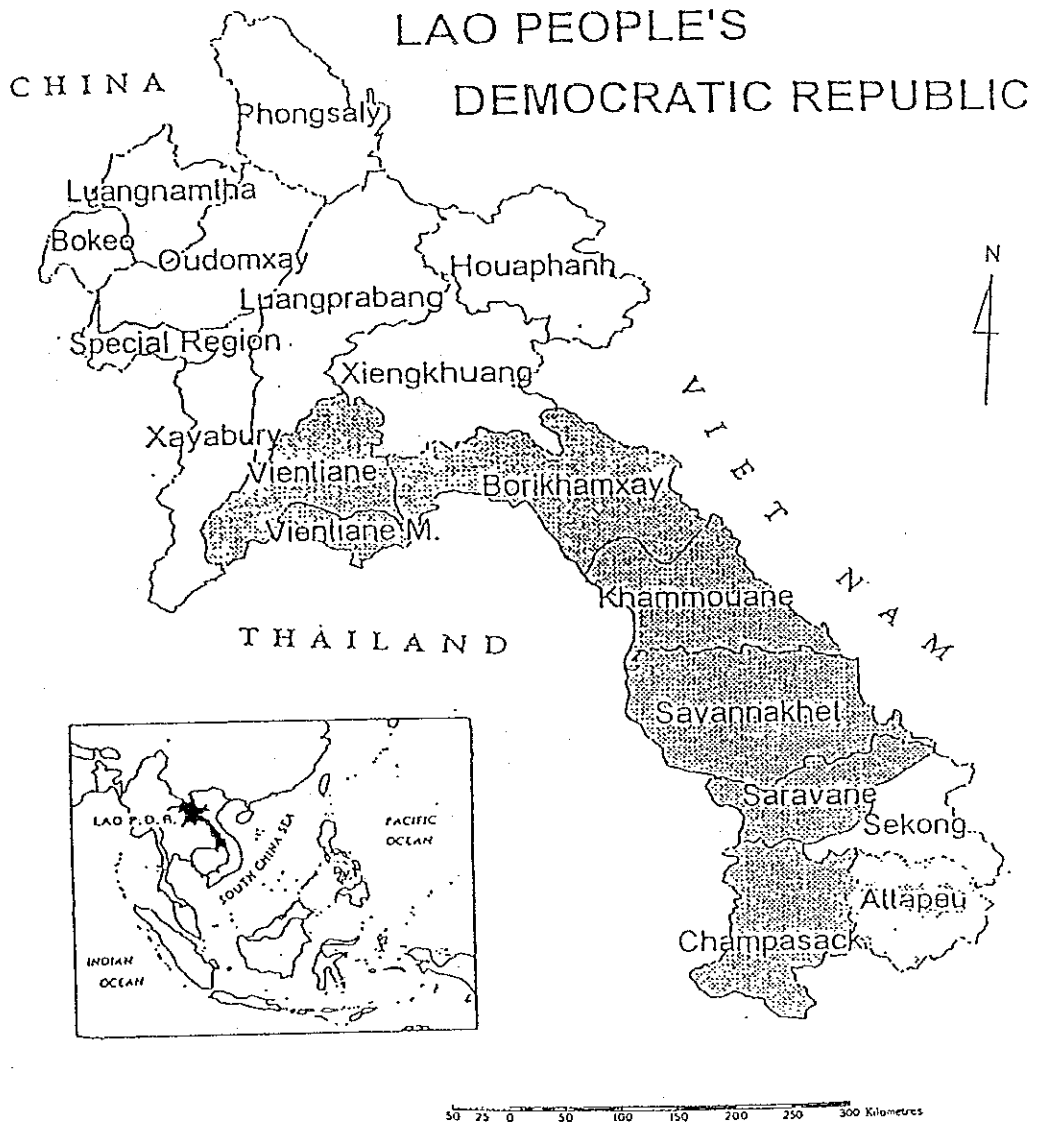 LAO PEOPLE'S
DEMOCRATIC REPUBLIC
CHINA
Phongsaly
Luangnamtha
Bokeo
Oudomxay
Houaphanh
Luangprabang
Special Region
Xiengkhuang
Xayabury
Vientiane
Borikhamxay
Vientiane M.
Khammouane
THAILAND
VIET NAM
N
Savannakhet
Saravane
Sekong
Attapeu
Champasack
LAO P.D.R.
SOUTH CHINA SEA
PACIFIC
OCEAN
INDIAN
OCEAN
50 25 0 50 100 150 200 250 300 Kilometres